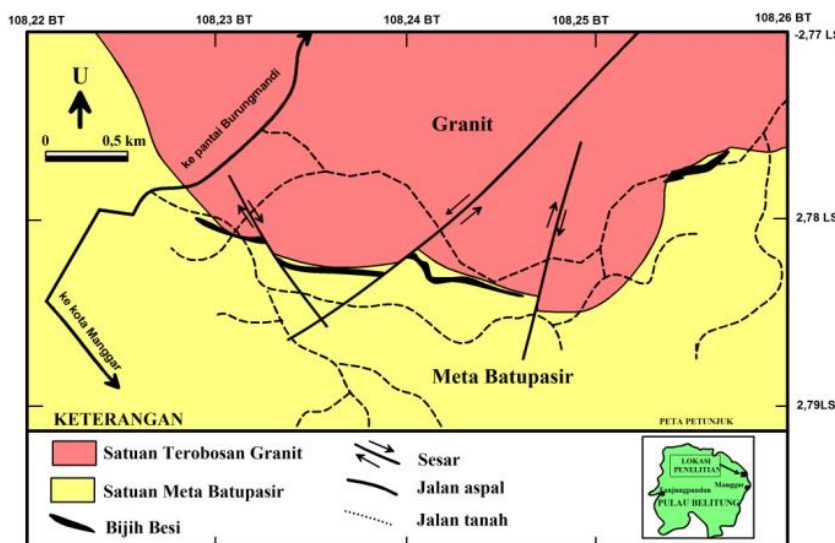 108,22 BT
108,23 BT
108,24 BT
108,25 BT
108,26 BT
-2,77 LS
U
0 0,5 km
ke pantai Burungmandi
Granit
2,78 LS
ke kota Manggar
Meta Batupasir
2,79LS
KETERANGAN
PETA PETUNJUK
Satuan Terobosan Granit
Satuan Meta Batupasir
Bijih Besi
Sesar
Jalan aspal
Jalan tanah
LOKASI
PENELITIAN
Manggar
Tanjungpandan
PULAU BELITUNG